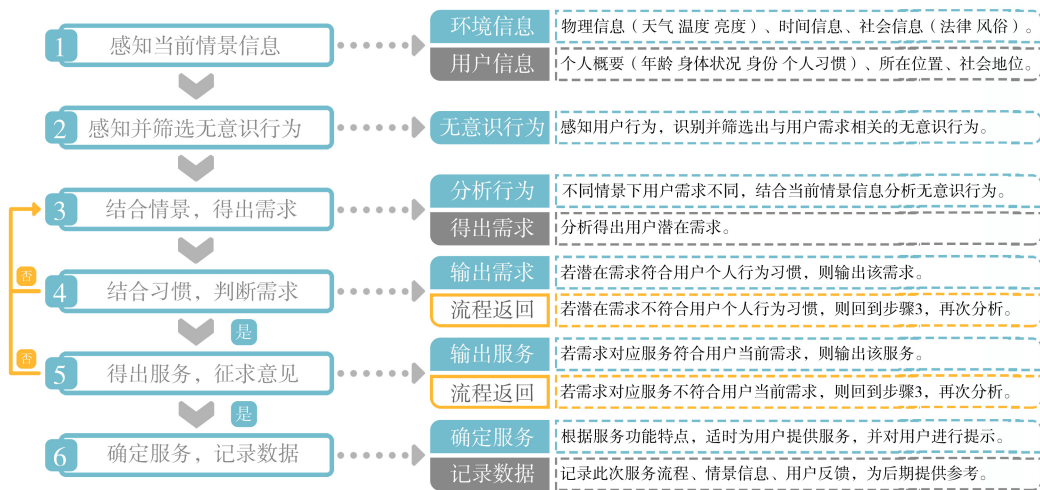 1 感知当前情景信息
环境信息 物理信息（天气 温度 亮度）、时间信息、社会信息（法律 风俗）。
用户信息 个人概要（年龄 身体状况 身份 个人习惯）、所在位置、社会地位。
2 感知并筛选无意识行为
无意识行为 感知用户行为，识别并筛选出与用户需求相关的无意识行为。
3 结合情景，得出需求
分析行为 不同情景下用户需求不同，结合当前情景信息分析无意识行为。
得出需求 分析得出用户潜在需求。
否
4 结合习惯，判断需求
输出需求 若潜在需求符合用户个人行为习惯，则输出该需求。
流程返回 若潜在需求不符合用户个人行为习惯，则回到步骤3，再次分析。
是
否
5 得出服务，征求意见
输出服务 若需求对应服务符合用户当前需求，则输出该服务。
流程返回 若需求对应服务不符合用户当前需求，则回到步骤3，再次分析。
是
6 确定服务，记录数据
确定服务 根据服务功能特点，适时为用户提供服务，并对用户进行提示。
记录数据 记录此次服务流程、情景信息、用户反馈，为后期提供参考。